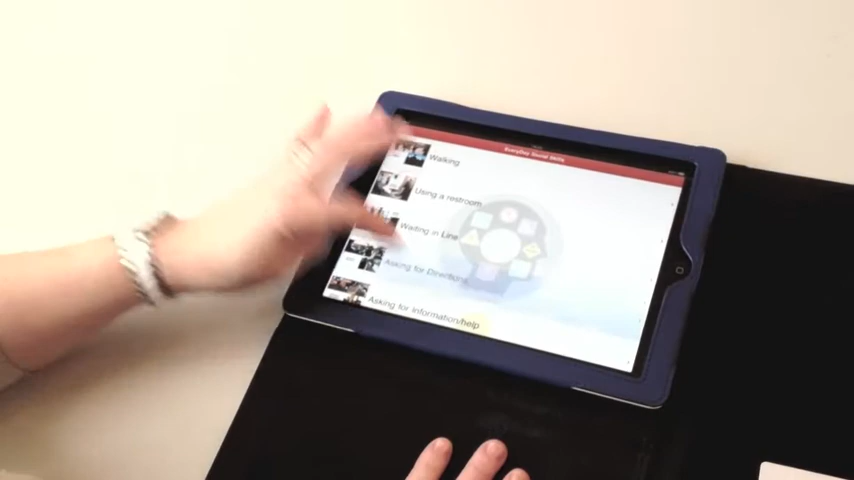 Everyday Social Skills
Walking
Using a restroom
Waiting in Line
Asking for Directions
Asking for Information/help